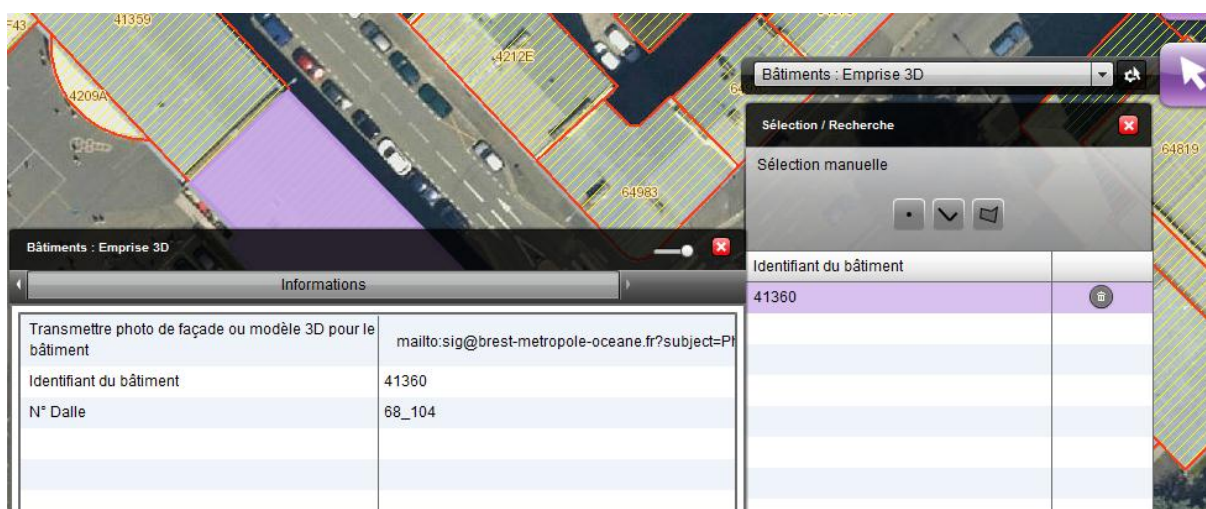 F43
41359
4212E
4209A
64983
64819
Bâtiments : Emprise 3D
Sélection / Recherche
Sélection manuelle
Identifiant du bâtiment
41360
Bâtiments : Emprise 3D
Informations
Transmettre photo de façade ou modèle 3D pour le
bâtiment
mailto:sig@brest-metropole-oceane.fr?subject=Ph
Identifiant du bâtiment
41360
N° Dalle
68_104